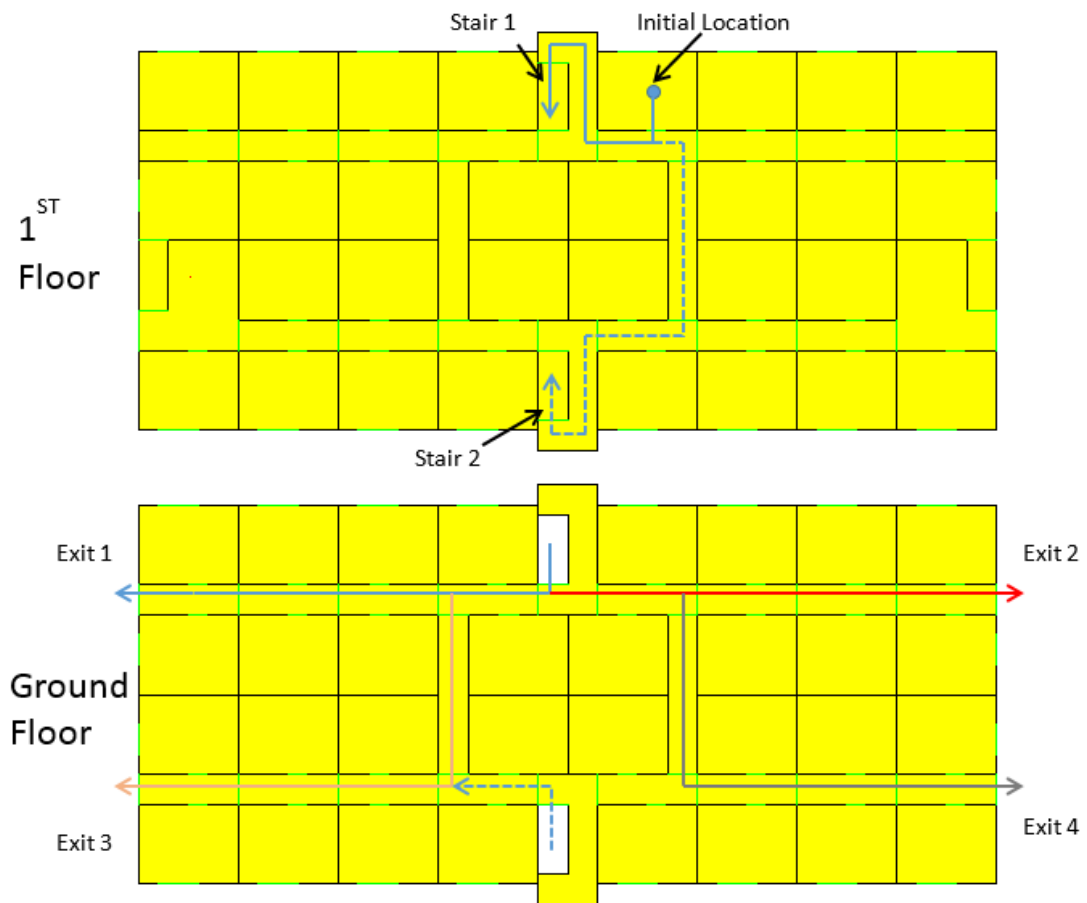 Stair 1
Initial Location
1ST
Floor
Stair 2
Exit 1
Exit 2
Ground
Floor
Exit 3
Exit 4